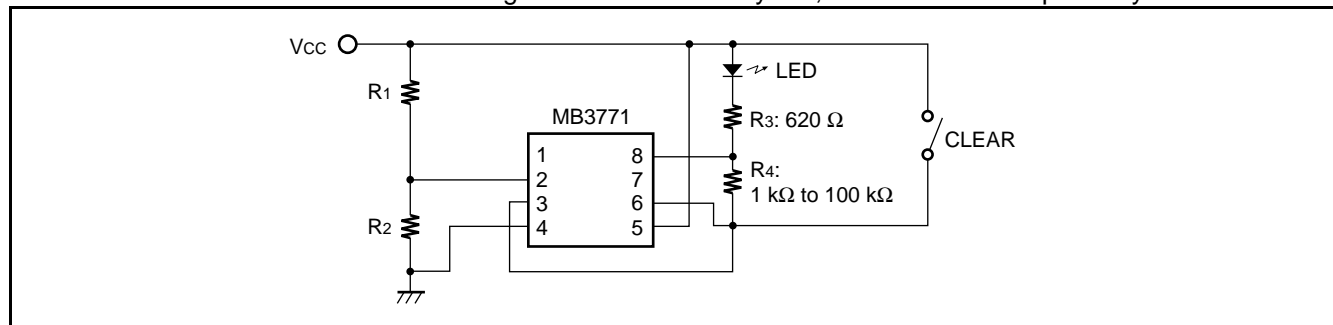 Vcc
R1
R2
MB3771
1
2
3
4
8
7
6
5
LED
R3: 620 Ω
R4:
1 kΩ to 100 kΩ
CLEAR